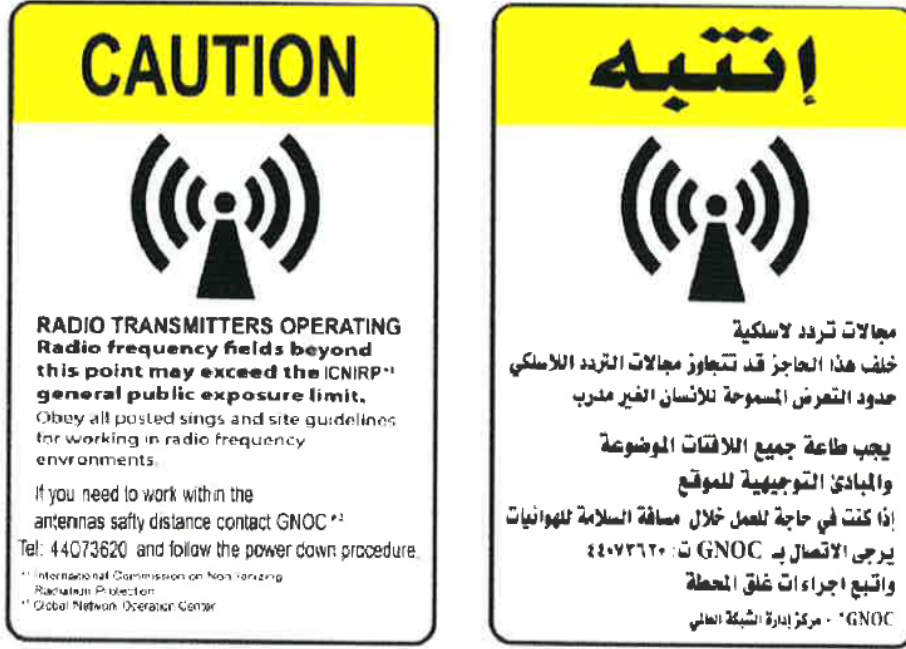 CAUTION
RADIO TRANSMITTERS OPERATING
Radio frequency fields beyond
this point may exceed the ICNIRP*¹
general public exposure limit.
Obey all posted sings and site guidelines
for working in radio frequency
envronments.
If you need to work within the
antennas safty distance contact GNOC *²
Tel: 44073620 and follow the power down procedure.
*¹ International Commission on Non Ionizing
Radiation Protection
*² Global Network Operation Center
إنتبه
مجالات تردد لاسلكية
خلف هذا الحاجز قد تتجاوز مجالات التردد اللاسلكي
حدود التعرض المسموحة للأنسان الغير مدرب
يجب طاعة جميع اللافتات الموضوعة
والمبادئ التوجيهية للموقع
إذا كنت في حاجة للعمل خلال مسافة السلامة للهوائيات
يرجى الاتصال بـ GNOC ت: ٤٤٠٧٣٦٢٠
واتبع اجراءات غلق المحطة
GNOC* - مركز إدارة الشبكة العالي